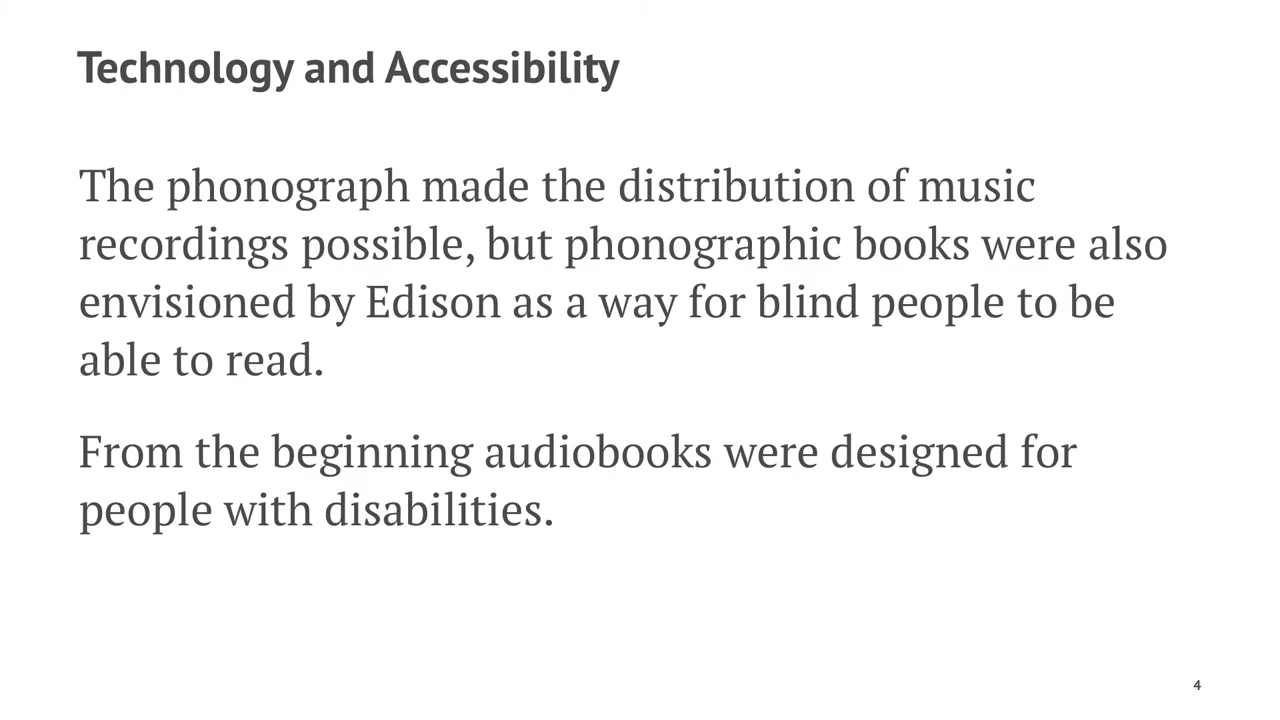 Technology and Accessibility
The phonograph made the distribution of music
recordings possible, but phonographic books were also
envisioned by Edison as a way for blind people to be
able to read.
From the beginning audiobooks were designed for
people with disabilities.
4